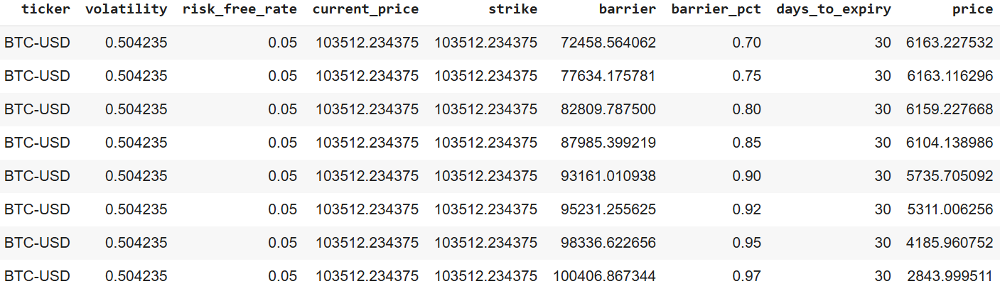 ticker volatility risk_free_rate current_price strike barrier barrier_pct days_to_expiry price
BTC-USD 0.504235 0.05 103512.234375 103512.234375 72458.564062 0.70 30 6163.227532
BTC-USD 0.504235 0.05 103512.234375 103512.234375 77634.175781 0.75 30 6163.116296
BTC-USD 0.504235 0.05 103512.234375 103512.234375 82809.787500 0.80 30 6159.227668
BTC-USD 0.504235 0.05 103512.234375 103512.234375 87985.399219 0.85 30 6104.138986
BTC-USD 0.504235 0.05 103512.234375 103512.234375 93161.010938 0.90 30 5735.705092
BTC-USD 0.504235 0.05 103512.234375 103512.234375 95231.255625 0.92 30 5311.006256
BTC-USD 0.504235 0.05 103512.234375 103512.234375 98336.622656 0.95 30 4185.960752
BTC-USD 0.504235 0.05 103512.234375 103512.234375 100406.867344 0.97 30 2843.999511